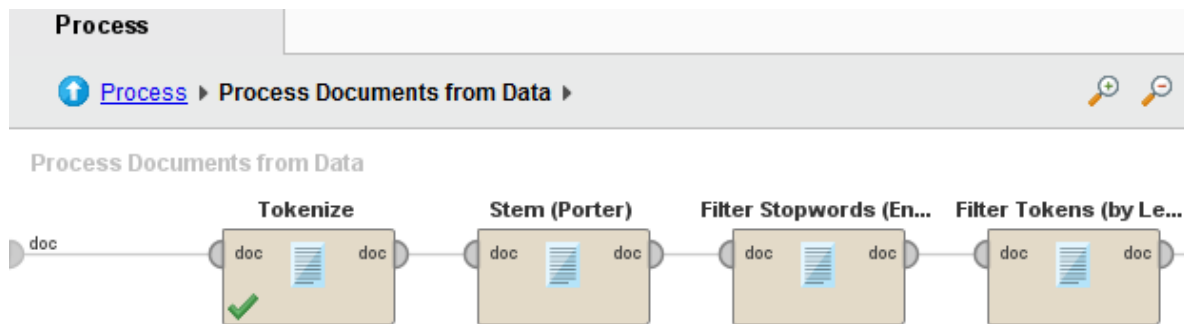 Process
Process Process Documents from Data
Process Documents from Data
Tokenize Stem (Porter) Filter Stopwords (En... Filter Tokens (by Le...
doc doc doc doc doc doc doc doc doc